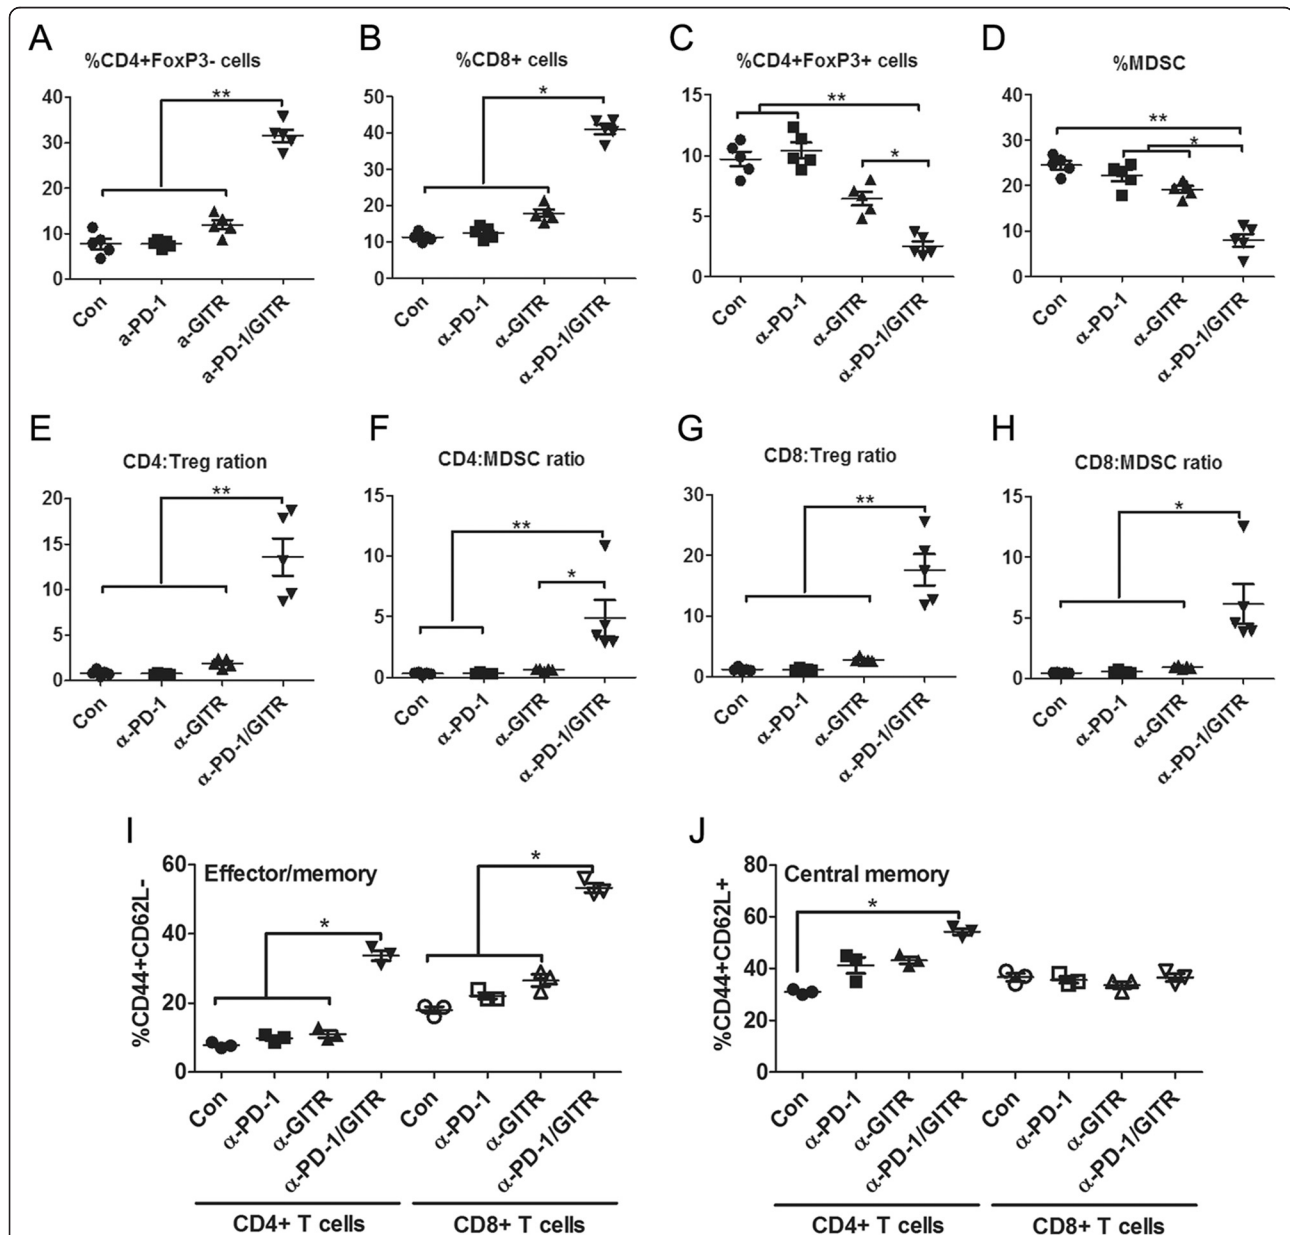 A
%CD4+FoxP3- cells
**
40
30
20
10
0
Con
a-PD-1
a-GITR
a-PD-1/GITR
B
%CD8+ cells
*
50
40
30
20
10
0
Con
α-PD-1
α-GITR
α-PD-1/GITR
C
%CD4+FoxP3+ cells
**
*
15
10
5
0
Con
α-PD-1
α-GITR
α-PD-1/GITR
D
%MDSC
**
*
40
30
20
10
0
Con
α-PD-1
α-GITR
α-PD-1/GITR
E
CD4:Treg ration
**
20
15
10
5
0
Con
α-PD-1
α-GITR
α-PD-1/GITR
F
CD4:MDSC ratio
**
*
15
10
5
0
Con
α-PD-1
α-GITR
α-PD-1/GITR
G
CD8:Treg ratio
**
30
20
10
0
Con
α-PD-1
α-GITR
α-PD-1/GITR
H
CD8:MDSC ratio
*
15
10
5
0
Con
α-PD-1
α-GITR
α-PD-1/GITR
I
%CD44+CD62L-
Effector/memory
*
*
60
40
20
0
Con
α-PD-1
α-GITR
α-PD-1/GITR
Con
α-PD-1
α-GITR
α-PD-1/GITR
CD4+ T cells
CD8+ T cells
J
%CD44+CD62L+
Central memory
*
80
60
40
20
0
Con
α-PD-1
α-GITR
α-PD-1/GITR
Con
α-PD-1
α-GITR
α-PD-1/GITR
CD4+ T cells
CD8+ T cells